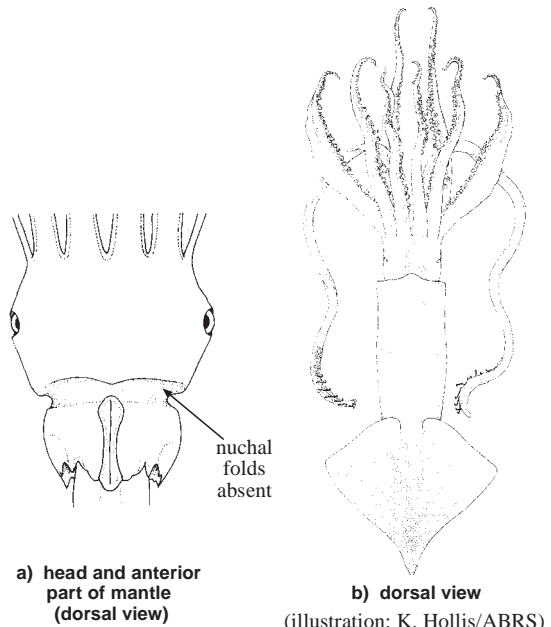 nuchal
folds
absent
a) head and anterior
part of mantle
(dorsal view)
b) dorsal view
(illustration: K. Hollis/ABRS)